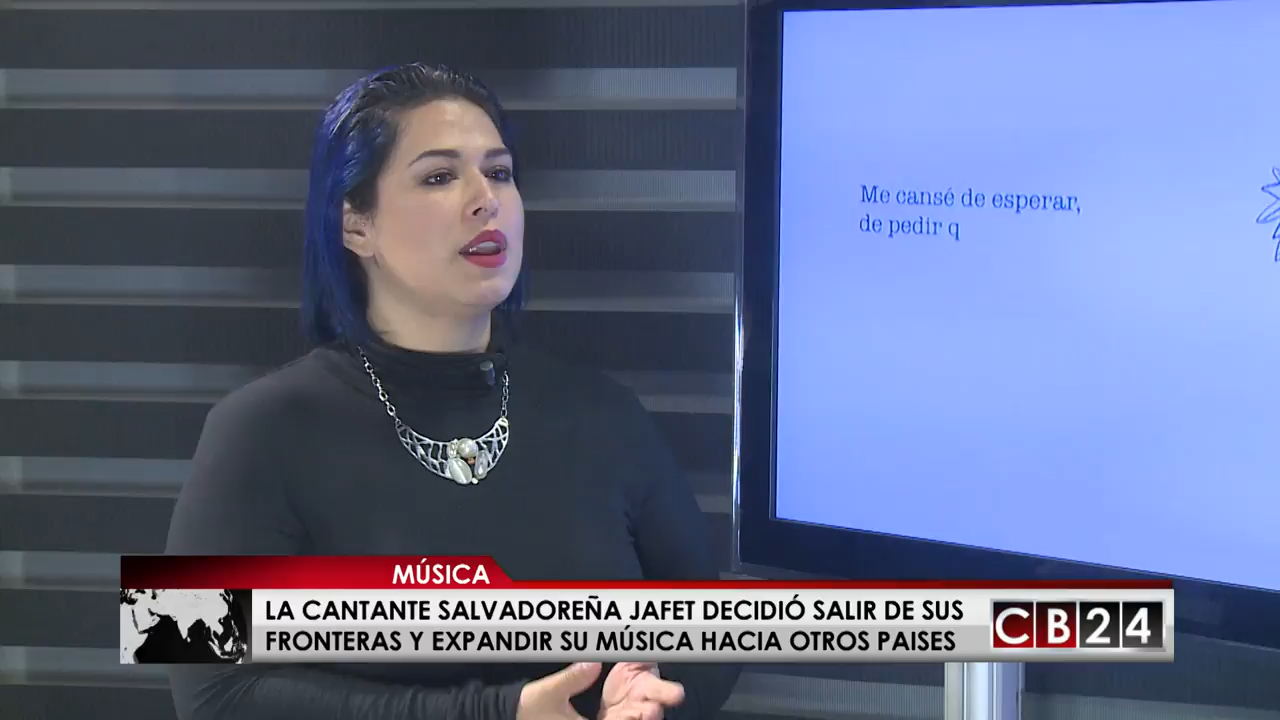 Me cansé de esperar,
de pedir q
MÚSICA
LA CANTANTE SALVADOREÑA JAFET DECIDIÓ SALIR DE SUS
FRONTERAS Y EXPANDIR SU MÚSICA HACIA OTROS PAISES
CB24